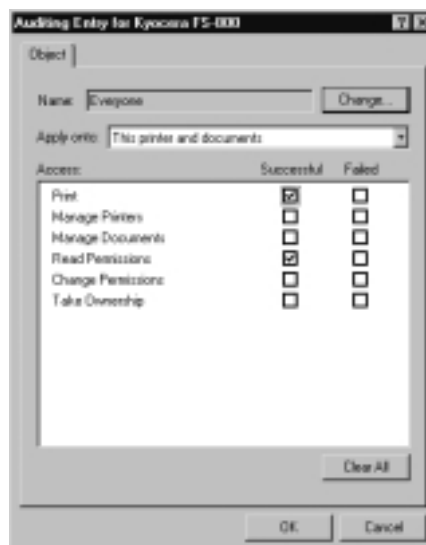 Auditing Entry for Kyocera FS-800
Object
Name: Everyone Change...
Apply onto: This printer and documents
Access: Successful Failed
Print
Manage Printers
Manage Documents
Read Permissions
Change Permissions
Take Ownership
Clear All
OK Cancel